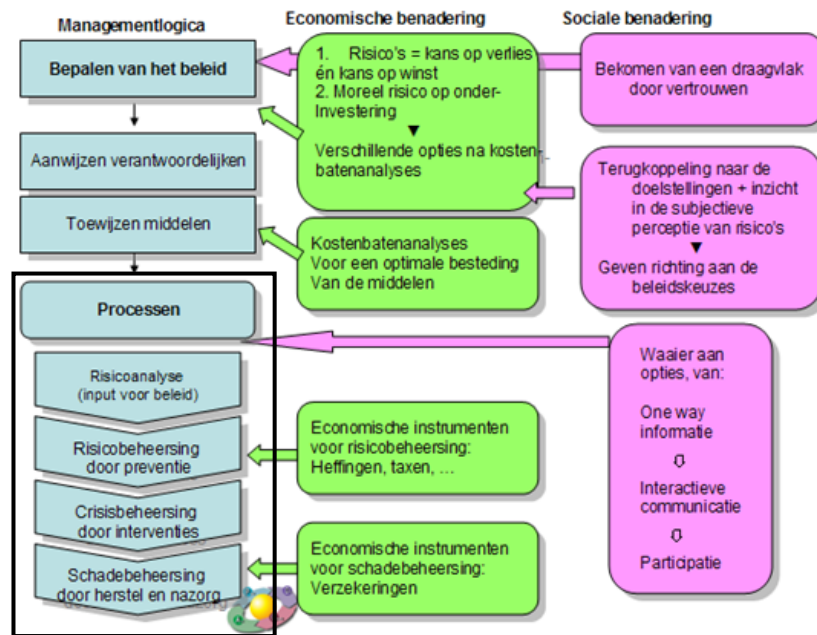 Managementlogica
Economische benadering
Sociale benadering
Bepalen van het beleid
Aanwijzen verantwoordelijken
Toewijzen middelen
Processen
Risicoanalyse
(input voor beleid)
Risicobeheersing
door preventie
Crisisbeheersing
door interventies
Schadebeheersing
door herstel en nazorg
1. Risico's = kans op verlies
én kans op winst
2. Moreel risico op onder-
Investering
▼
Verschillende opties na kosten-
batenanalyses
Kostenbatenanalyses
Voor een optimale besteding
Van de middelen
Economische instrumenten
voor risicobeheersing:
Heffingen, taxen, ...
Economische instrumenten
voor schadebeheersing:
Verzekeringen
Bekomen van een draagvlak
door vertrouwen
Terugkoppeling naar de
doelstellingen + inzicht
in de subjectieve
perceptie van risico's
▼
Geven richting aan de
beleidskeuzes
Waaier aan
opties, van:
One way
informatie
Interactieve
communicatie
Participatie